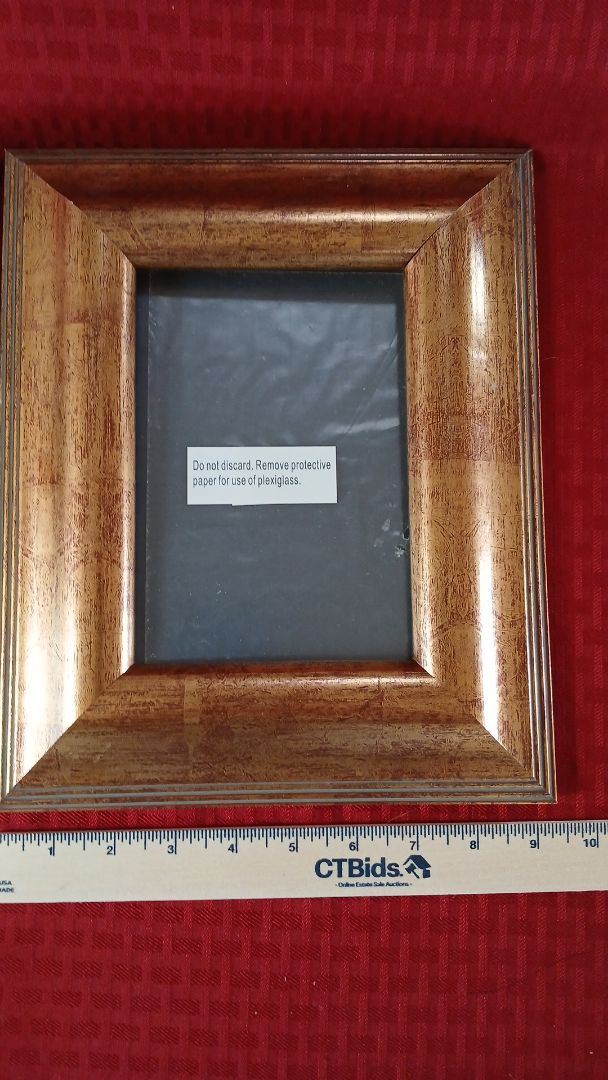 Do not discard. Remove protective
paper for use of plexiglass.
1 2 3 4 5 6 7 8 9 10
CTBids.
- Online Estate Sale Auctions -
USA